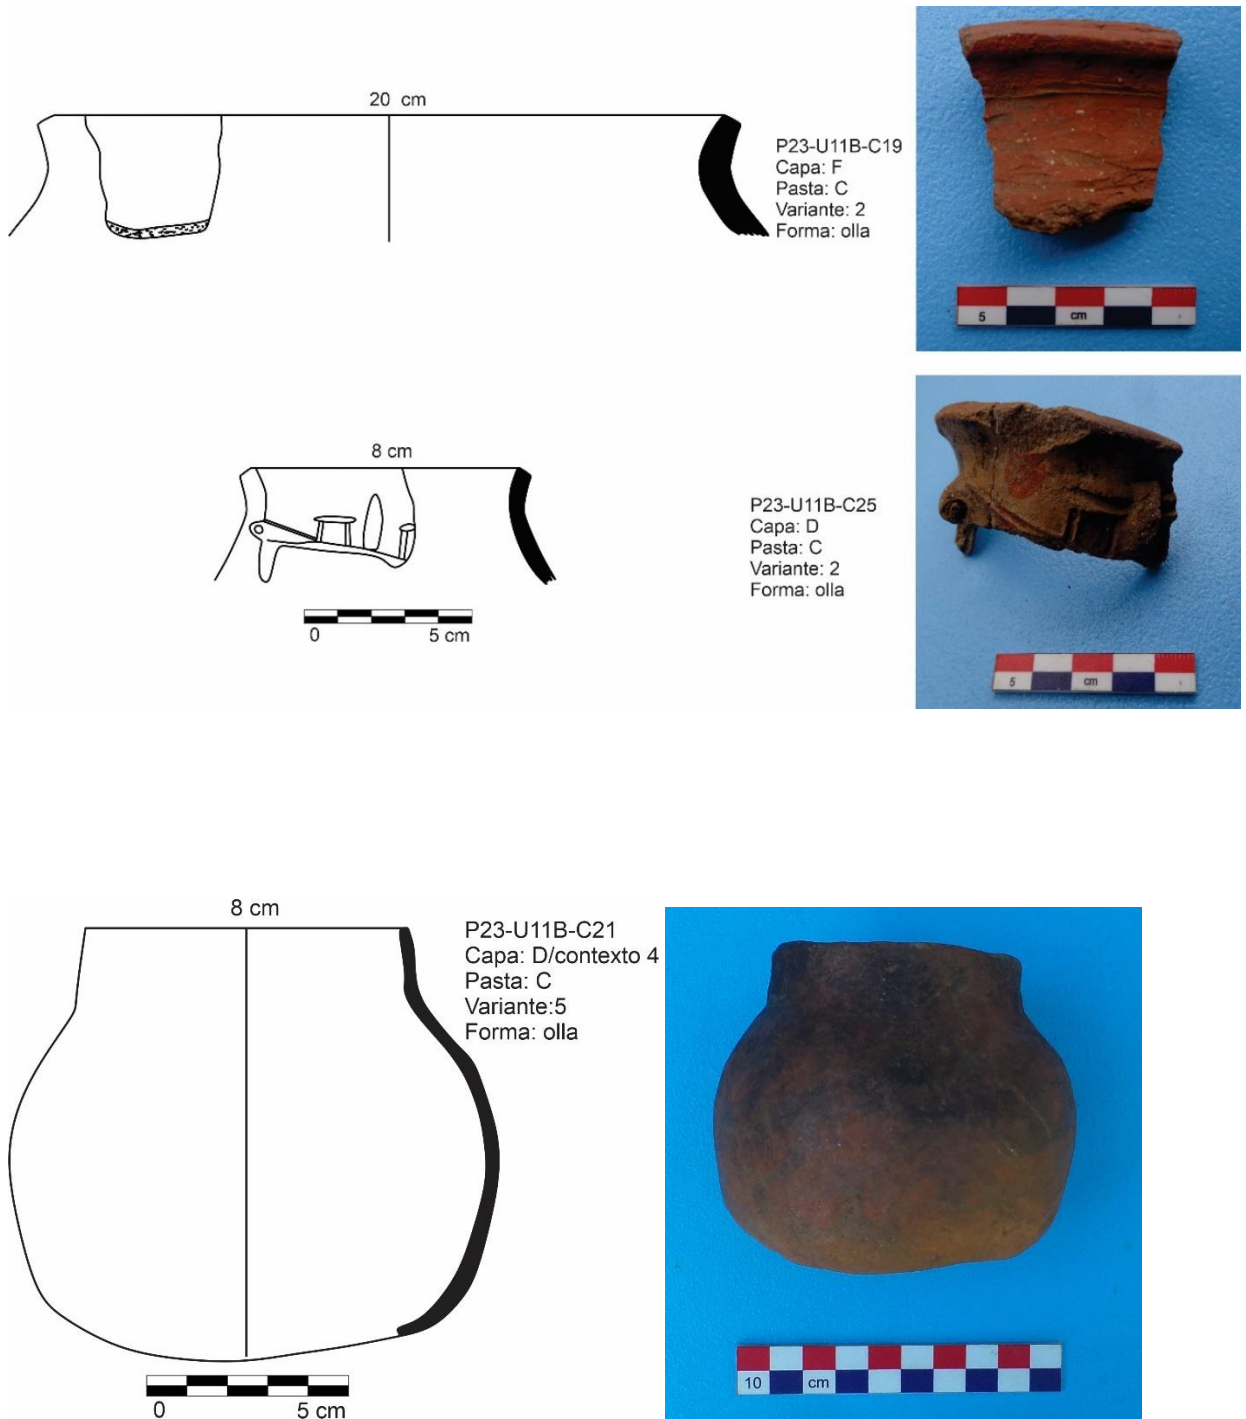 20 cm
P23-U11B-C19
Capa: F
Pasta: C
Variante: 2
Forma: olla
5 cm
8 cm
P23-U11B-C25
Capa: D
Pasta: C
Variante: 2
Forma: olla
0 5 cm
5 cm
8 cm
P23-U11B-C21
Capa: D/contexto 4
Pasta: C
Variante:5
Forma: olla
0 5 cm
10 cm